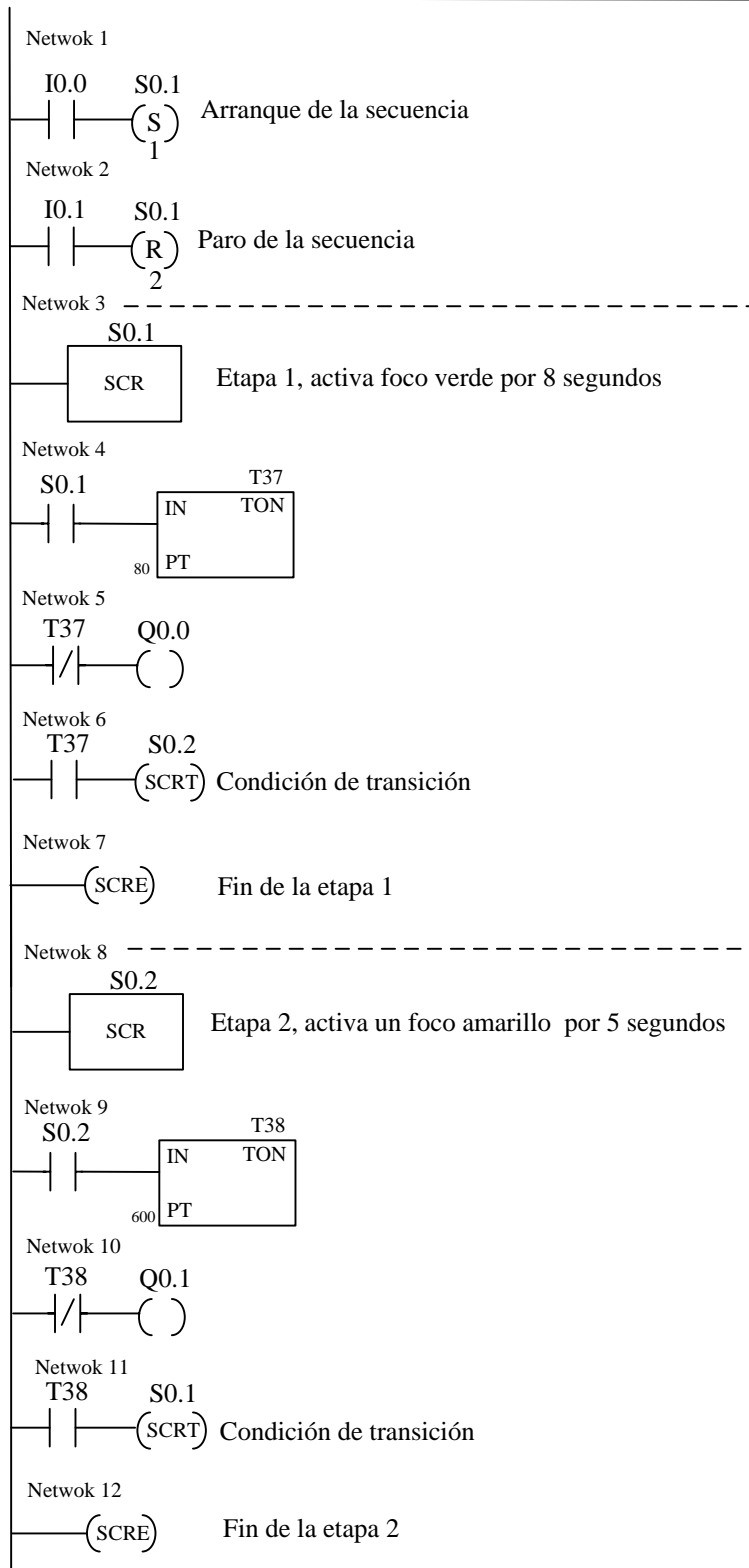 Netwok 1
I0.0 S0.1
S Arranque de la secuencia
1
Netwok 2
I0.1 S0.1
R Paro de la secuencia
2
Netwok 3
S0.1
SCR Etapa 1, activa foco verde por 8 segundos
Netwok 4
S0.1 T37
IN TON
80 PT
Netwok 5
T37 Q0.0
Netwok 6
T37 S0.2
SCRT Condición de transición
Netwok 7
SCRE Fin de la etapa 1
Netwok 8
S0.2
SCR Etapa 2, activa un foco amarillo por 5 segundos
Netwok 9
S0.2 T38
IN TON
600 PT
Netwok 10
T38 Q0.1
Netwok 11
T38 S0.1
SCRT Condición de transición
Netwok 12
SCRE Fin de la etapa 2